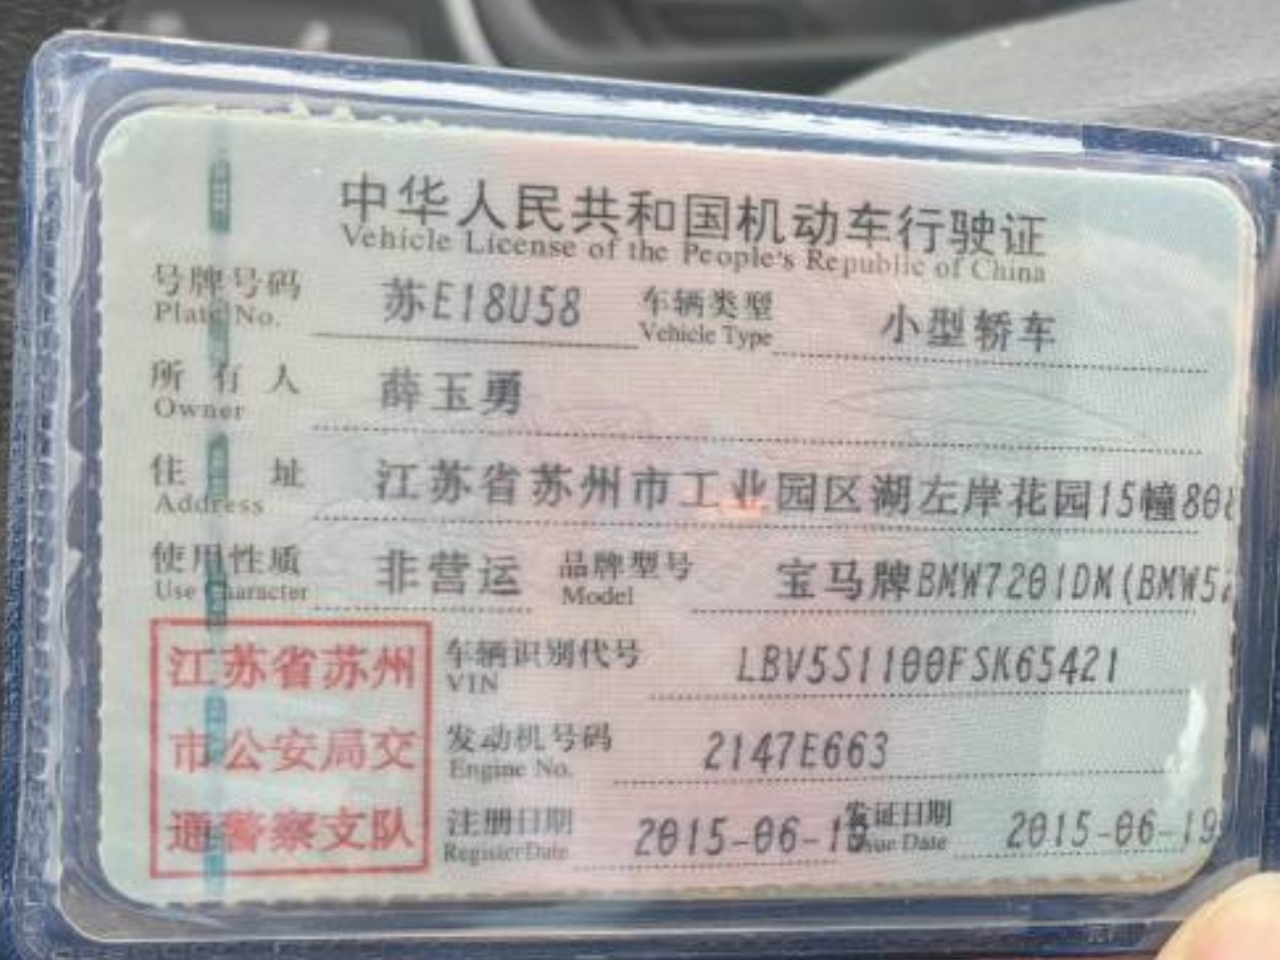 中华人民共和国机动车行驶证
Vehicle License of the People's Republic of China
号牌号码 苏E18U58 车辆类型 小型轿车
Plate No. Vehicle Type
所有人 薛玉勇
Owner
住址 江苏省苏州市工业园区湖左岸花园15幢80
Address
使用性质 非营运 品牌型号 宝马牌BMW7201DM(BMW5
Use Character Model
江苏省苏州
市公安局交
通警察支队
车辆识别代号 LBV5S1100FSK65421
VIN
发动机号码 2147E663
Engine No.
注册日期 2015-06-1 发证日期 2015-06-19
Register Date Issue Date